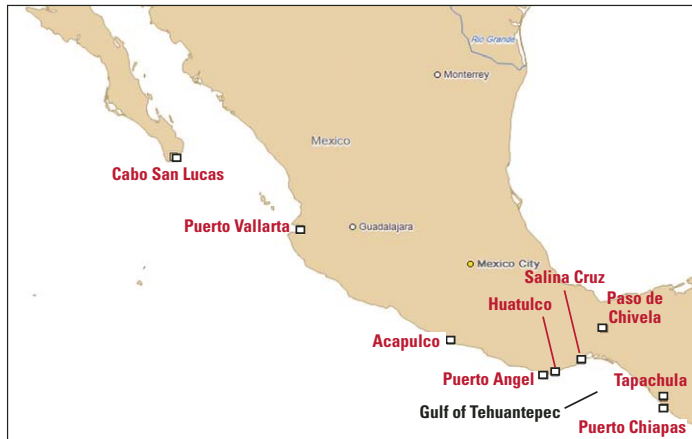 Rio Grande
Monterrey
Mexico
Cabo San Lucas
Puerto Vallarta
Guadalajara
Mexico City
Salina Cruz
Huatulco
Paso de
Chivela
Acapulco
Puerto Angel
Tapachula
Gulf of Tehuantepec
Puerto Chiapas